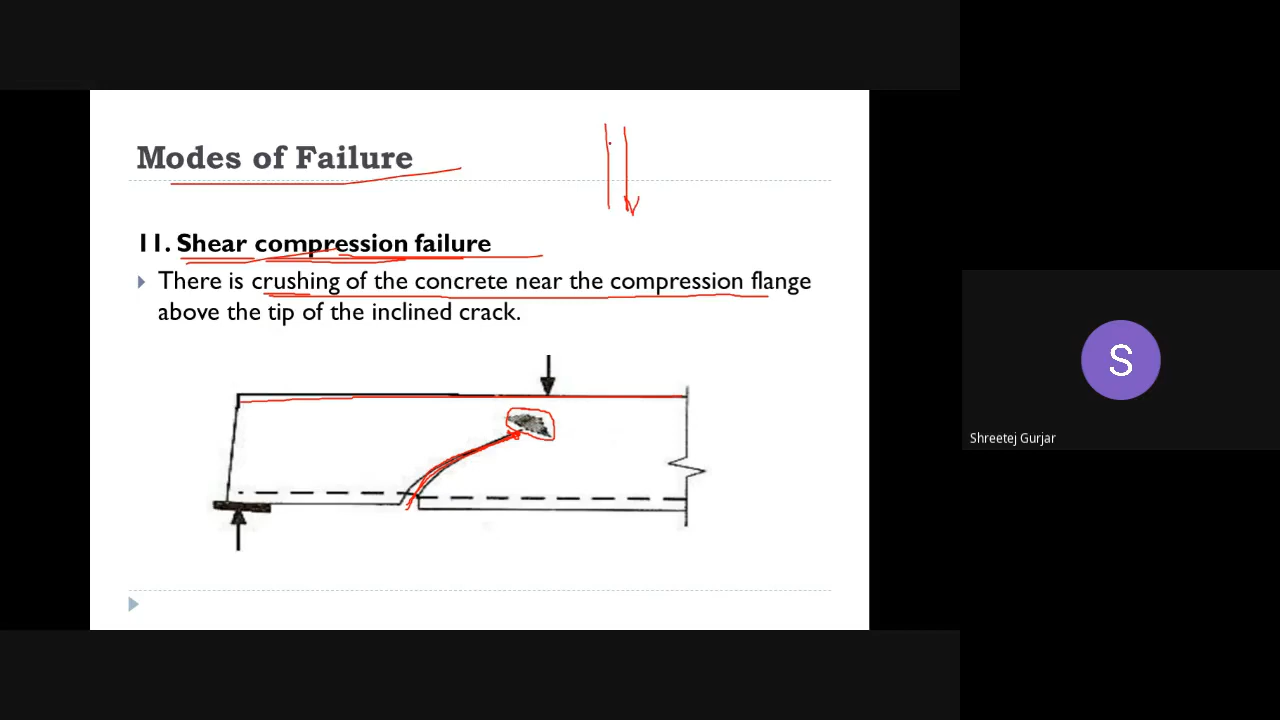 Modes of Failure
11. Shear compression failure
There is crushing of the concrete near the compression flange
above the tip of the inclined crack.
S
Shreetej Gurjar